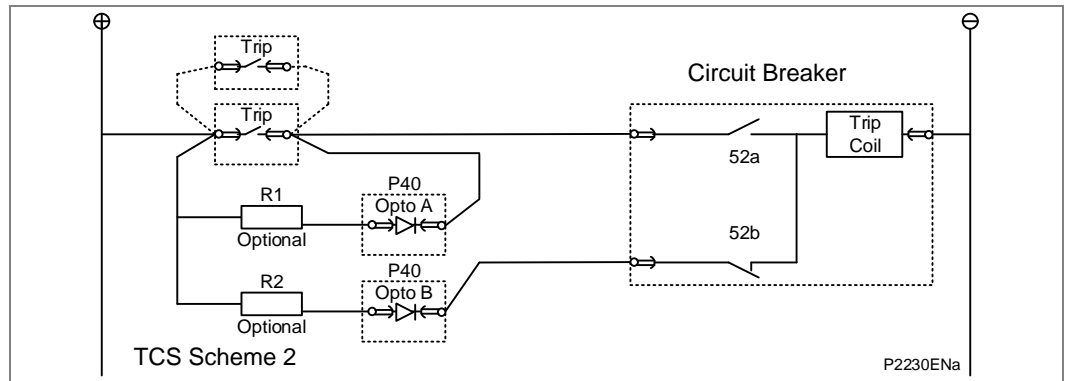 Trip
Circuit Breaker
Trip
Trip
Coil
52a
P40
R1
Opto A
Optional
52b
P40
R2
Opto B
Optional
TCS Scheme 2
P2230ENa